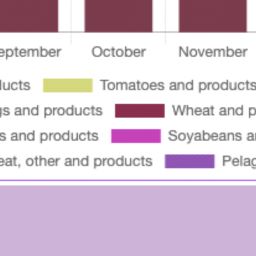 eptember October November
ucts Tomatoes and products
gs and products Wheat and p
s and products Soyabeans a
eat, other and products Pelag